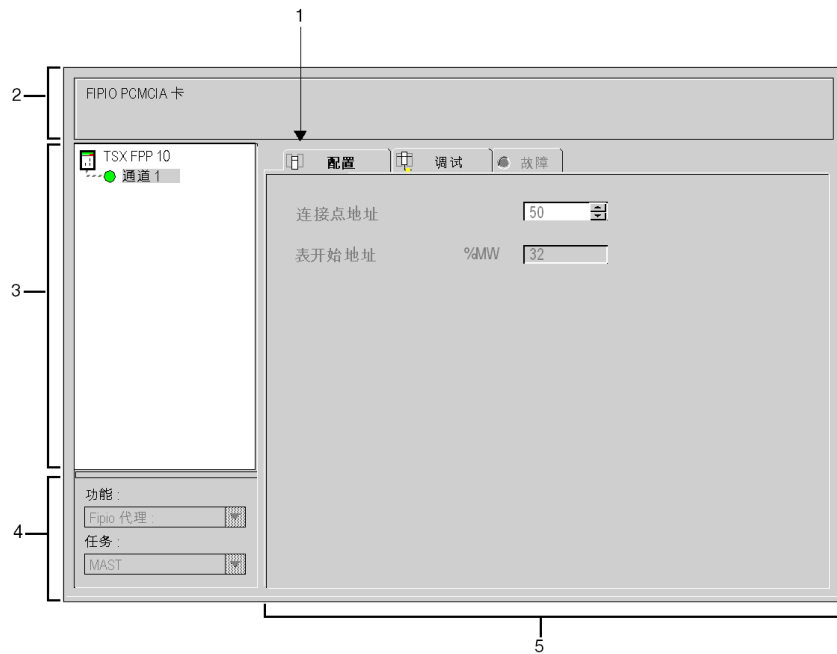 1
2
FIPIO PCMCIA 卡
3
TSX FPP 10
通道 1
配置
调试
故障
连接点地址
50
表开始地址 %MW 32
4
功能 :
Fipio 代理 :
任务 :
MAST
5